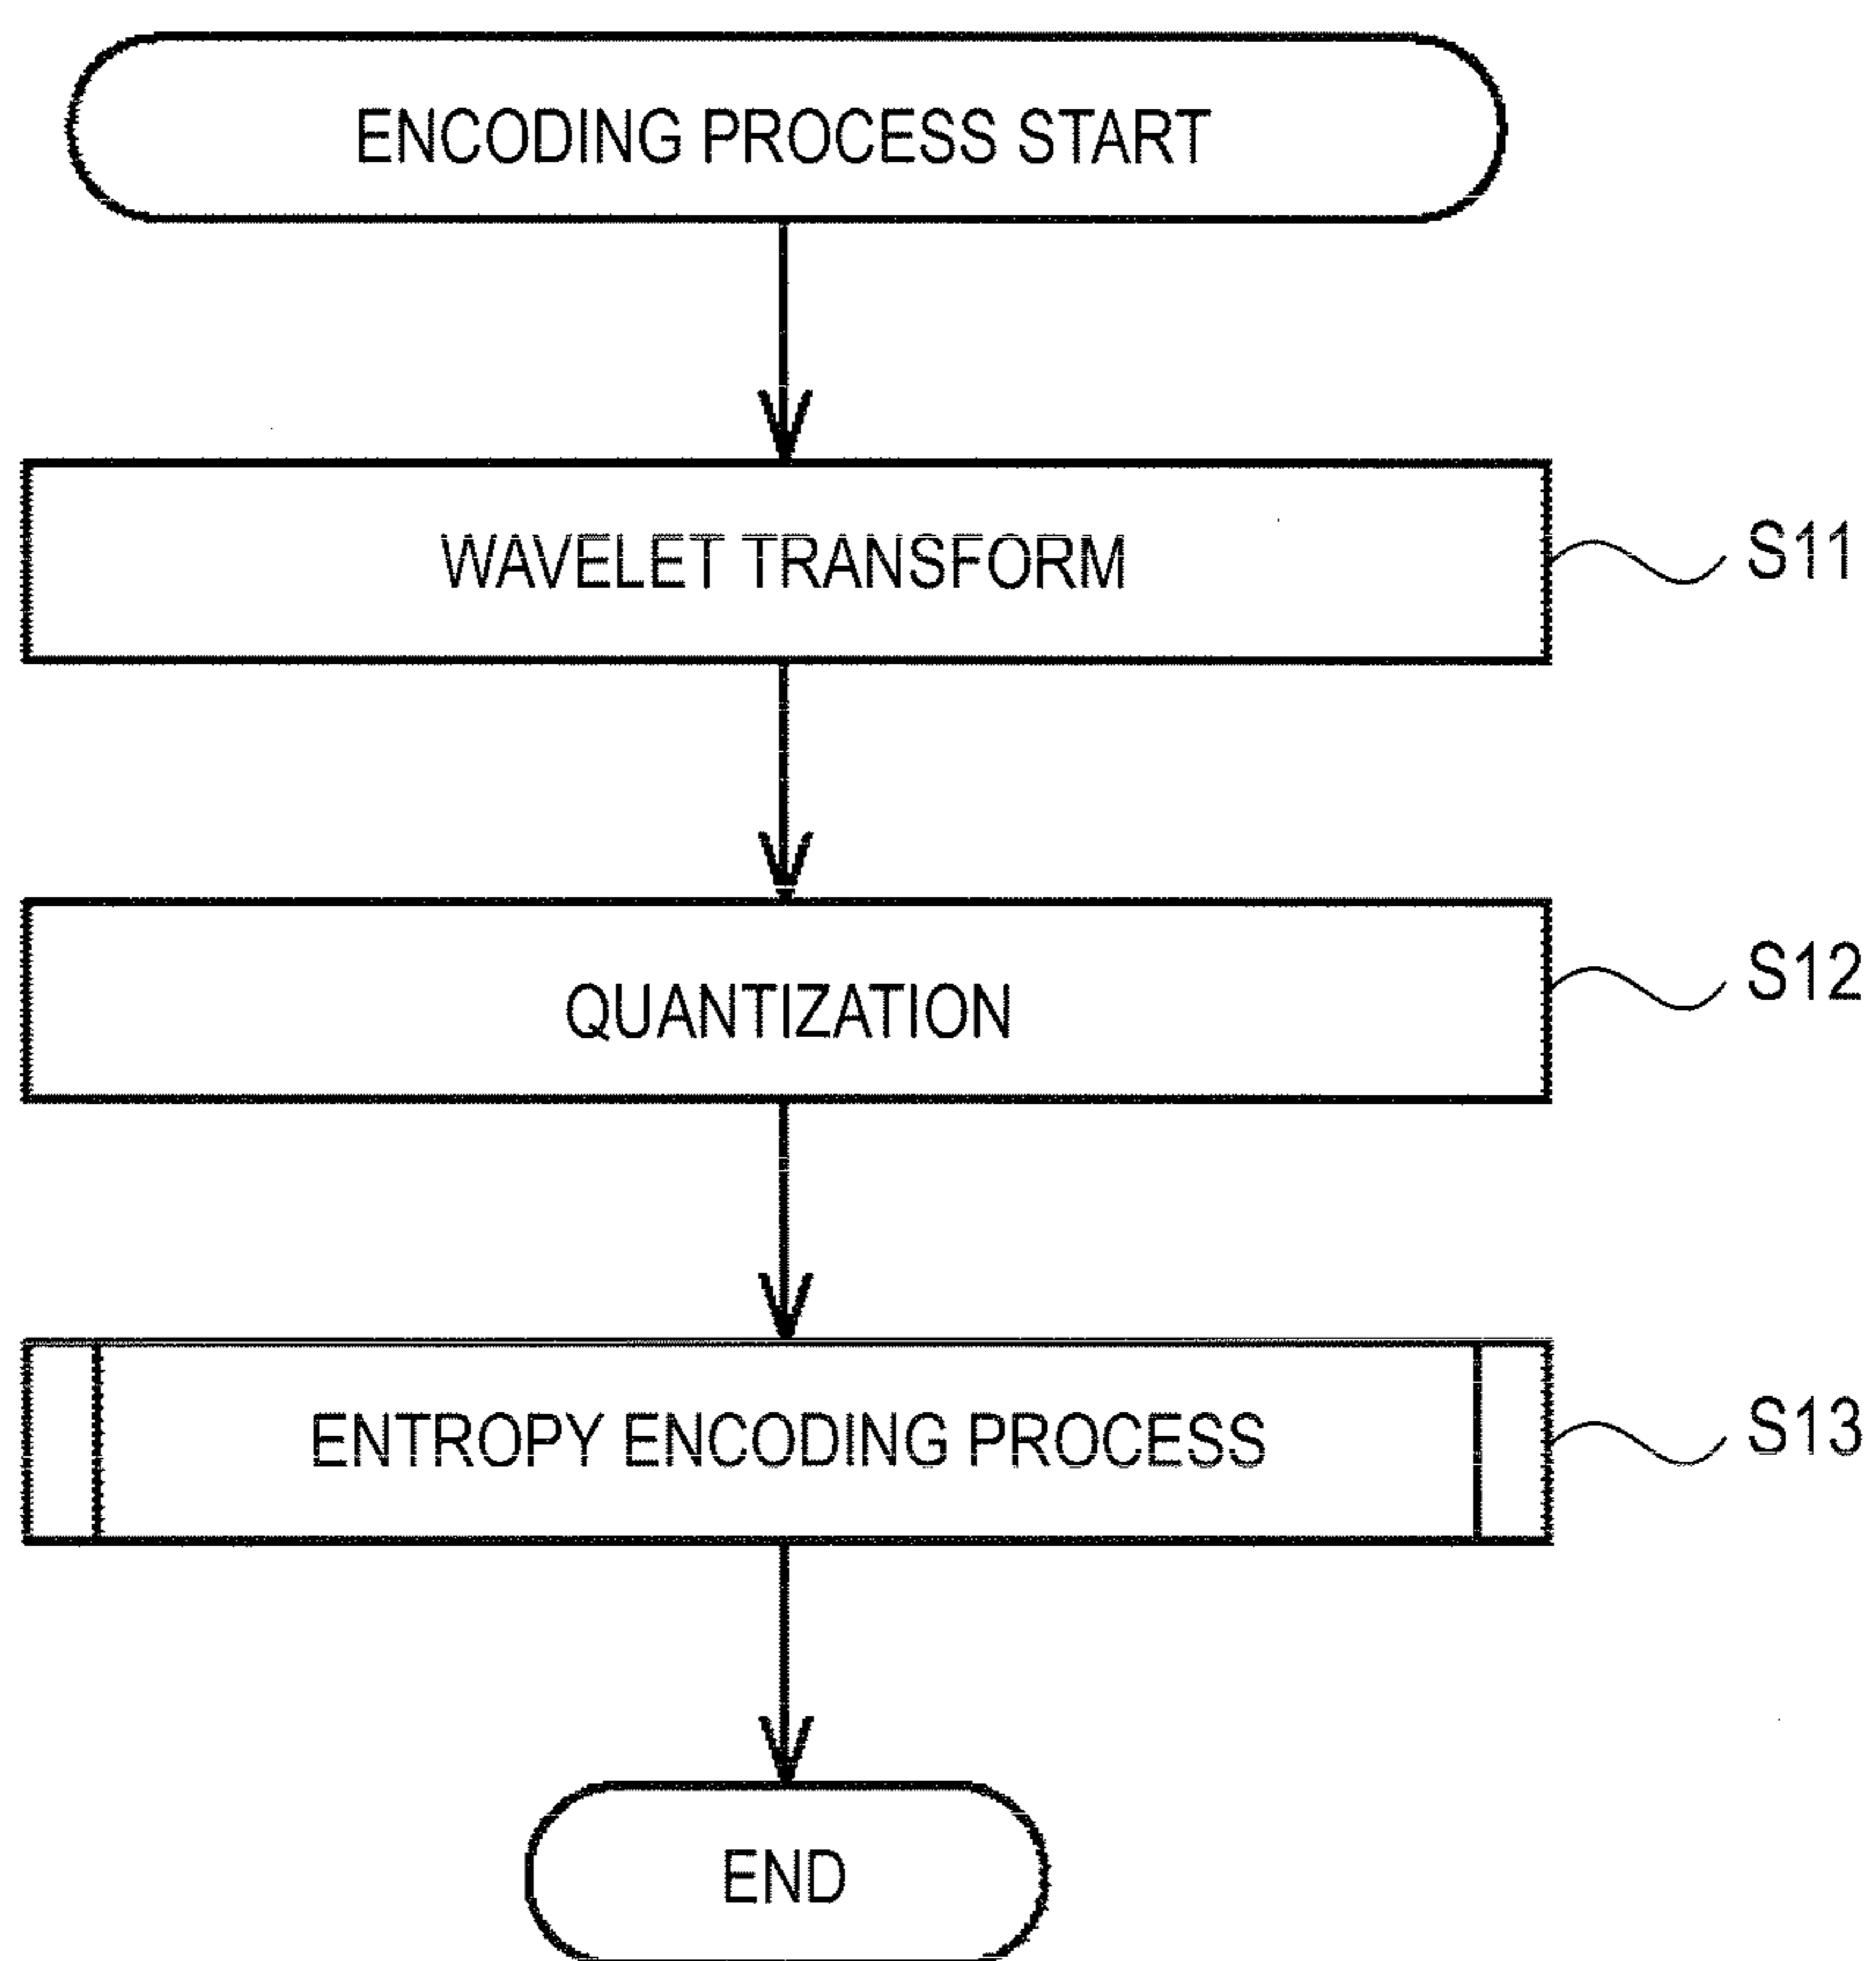 ENCODING PROCESS START
WAVELET TRANSFORM
S11
QUANTIZATION
S12
ENTROPY ENCODING PROCESS
S13
END